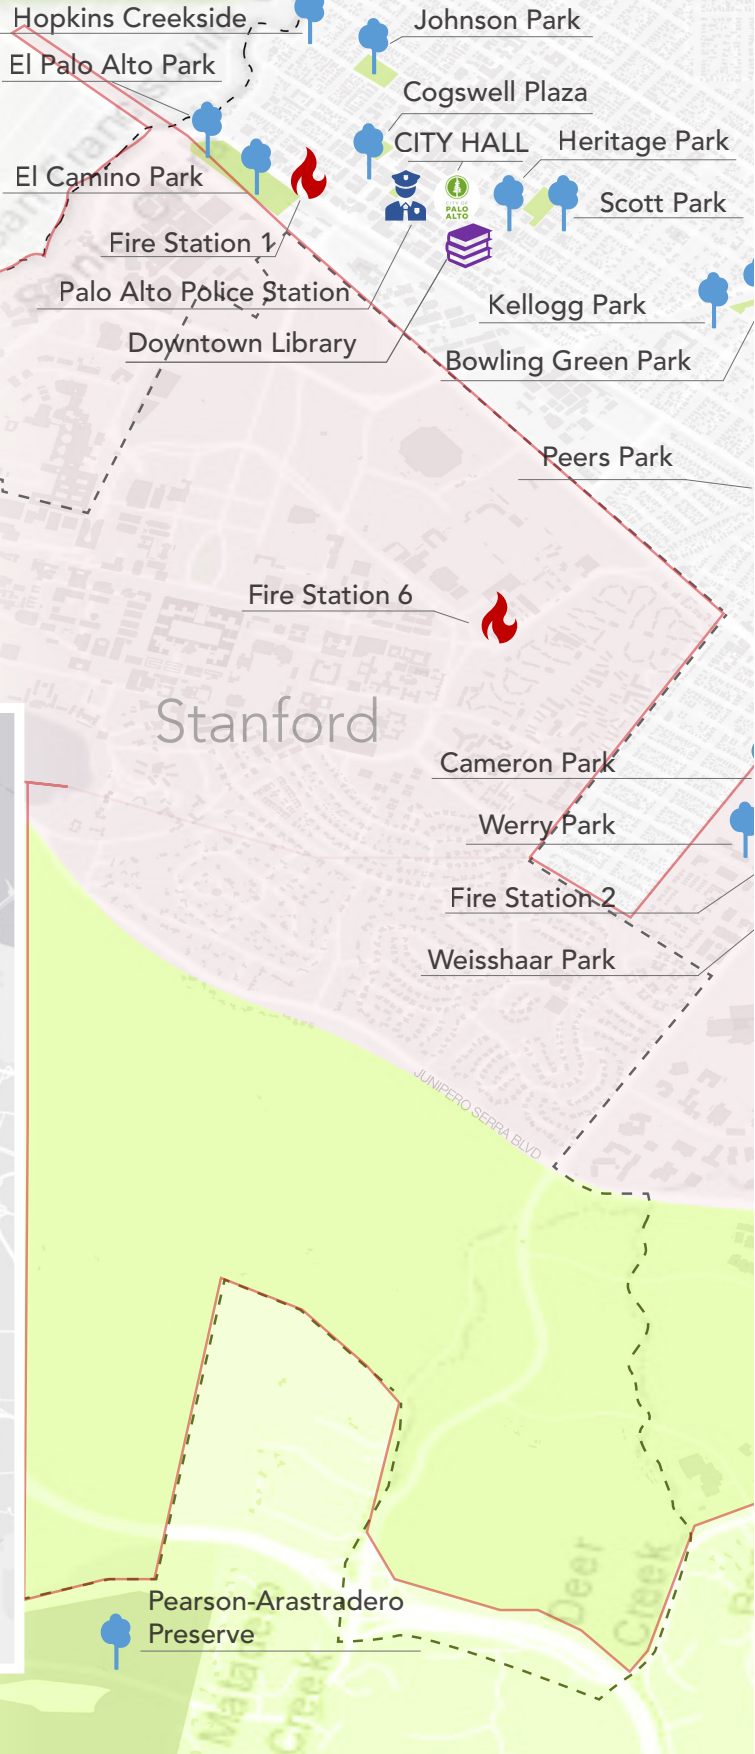 Hopkins Creekside
Johnson Park
El Palo Alto Park
Cogswell Plaza
CITY HALL
Heritage Park
El Camino Park
CITY OF
PALO
ALTO
Scott Park
Fire Station 1
Palo Alto Police Station
Kellogg Park
Downtown Library
Bowling Green Park
Peers Park
Fire Station 6
Stanford
Cameron Park
Werry Park
Fire Station 2
Weisshaar Park
JUNIPERO SERRA BLVD
Deer
Creek
Pearson-Arastradero
Preserve
Matadero
Creek